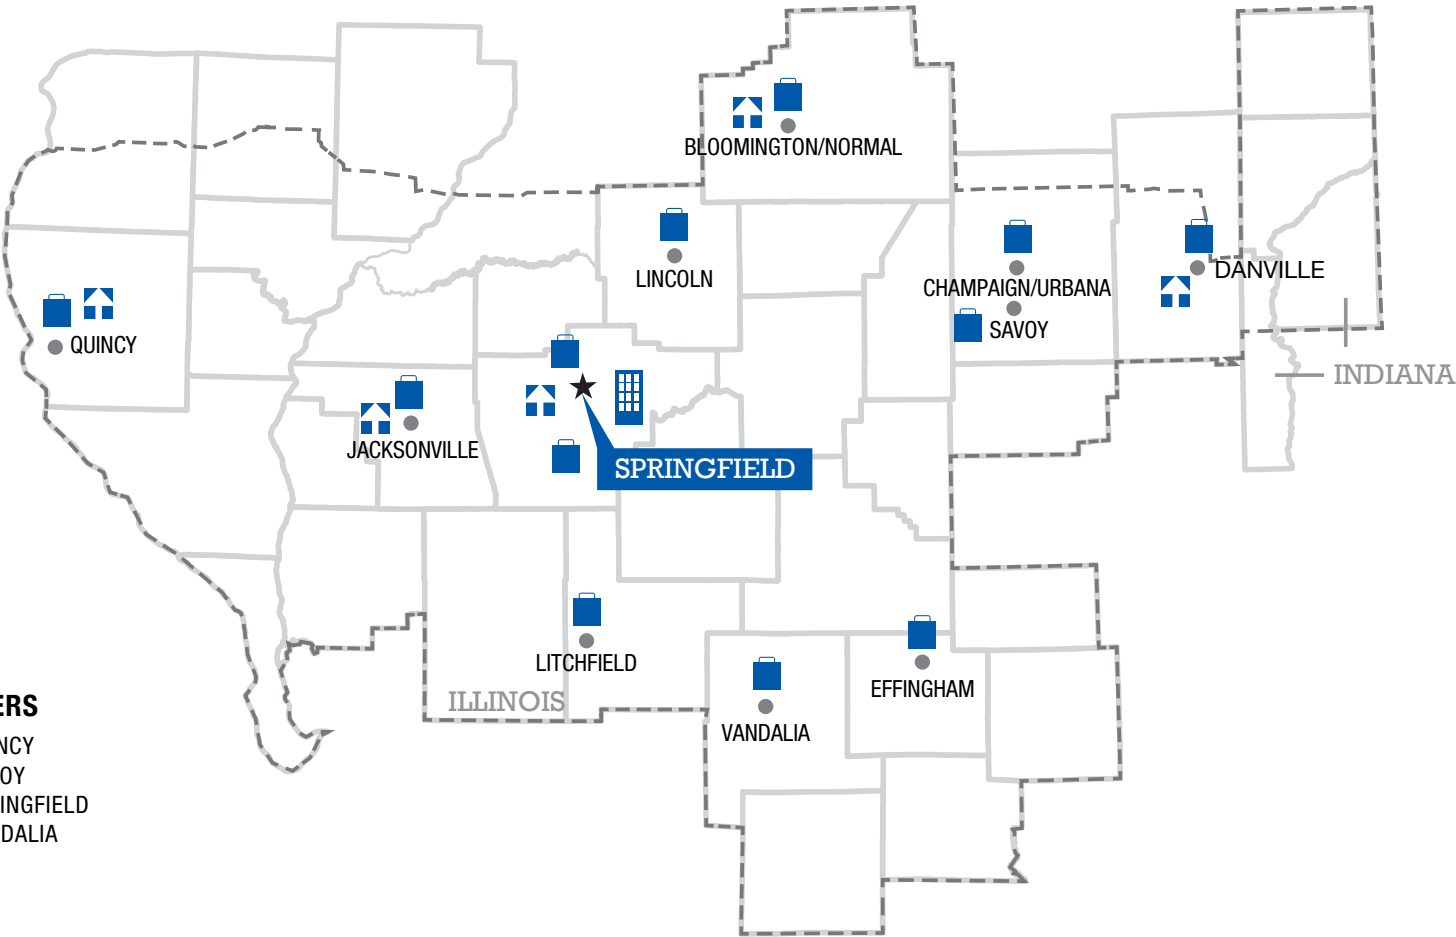 BLOOMINGTON/NORMAL
LINCOLN
DANVILLE
CHAMPAIGN/URBANA
SAVOY
QUINCY
INDIANA
JACKSONVILLE
SPRINGFIELD
LITCHFIELD
EFFINGHAM
ILLINOIS
VANDALIA
ERS
NCY
OY
INGFIELD
DALIA